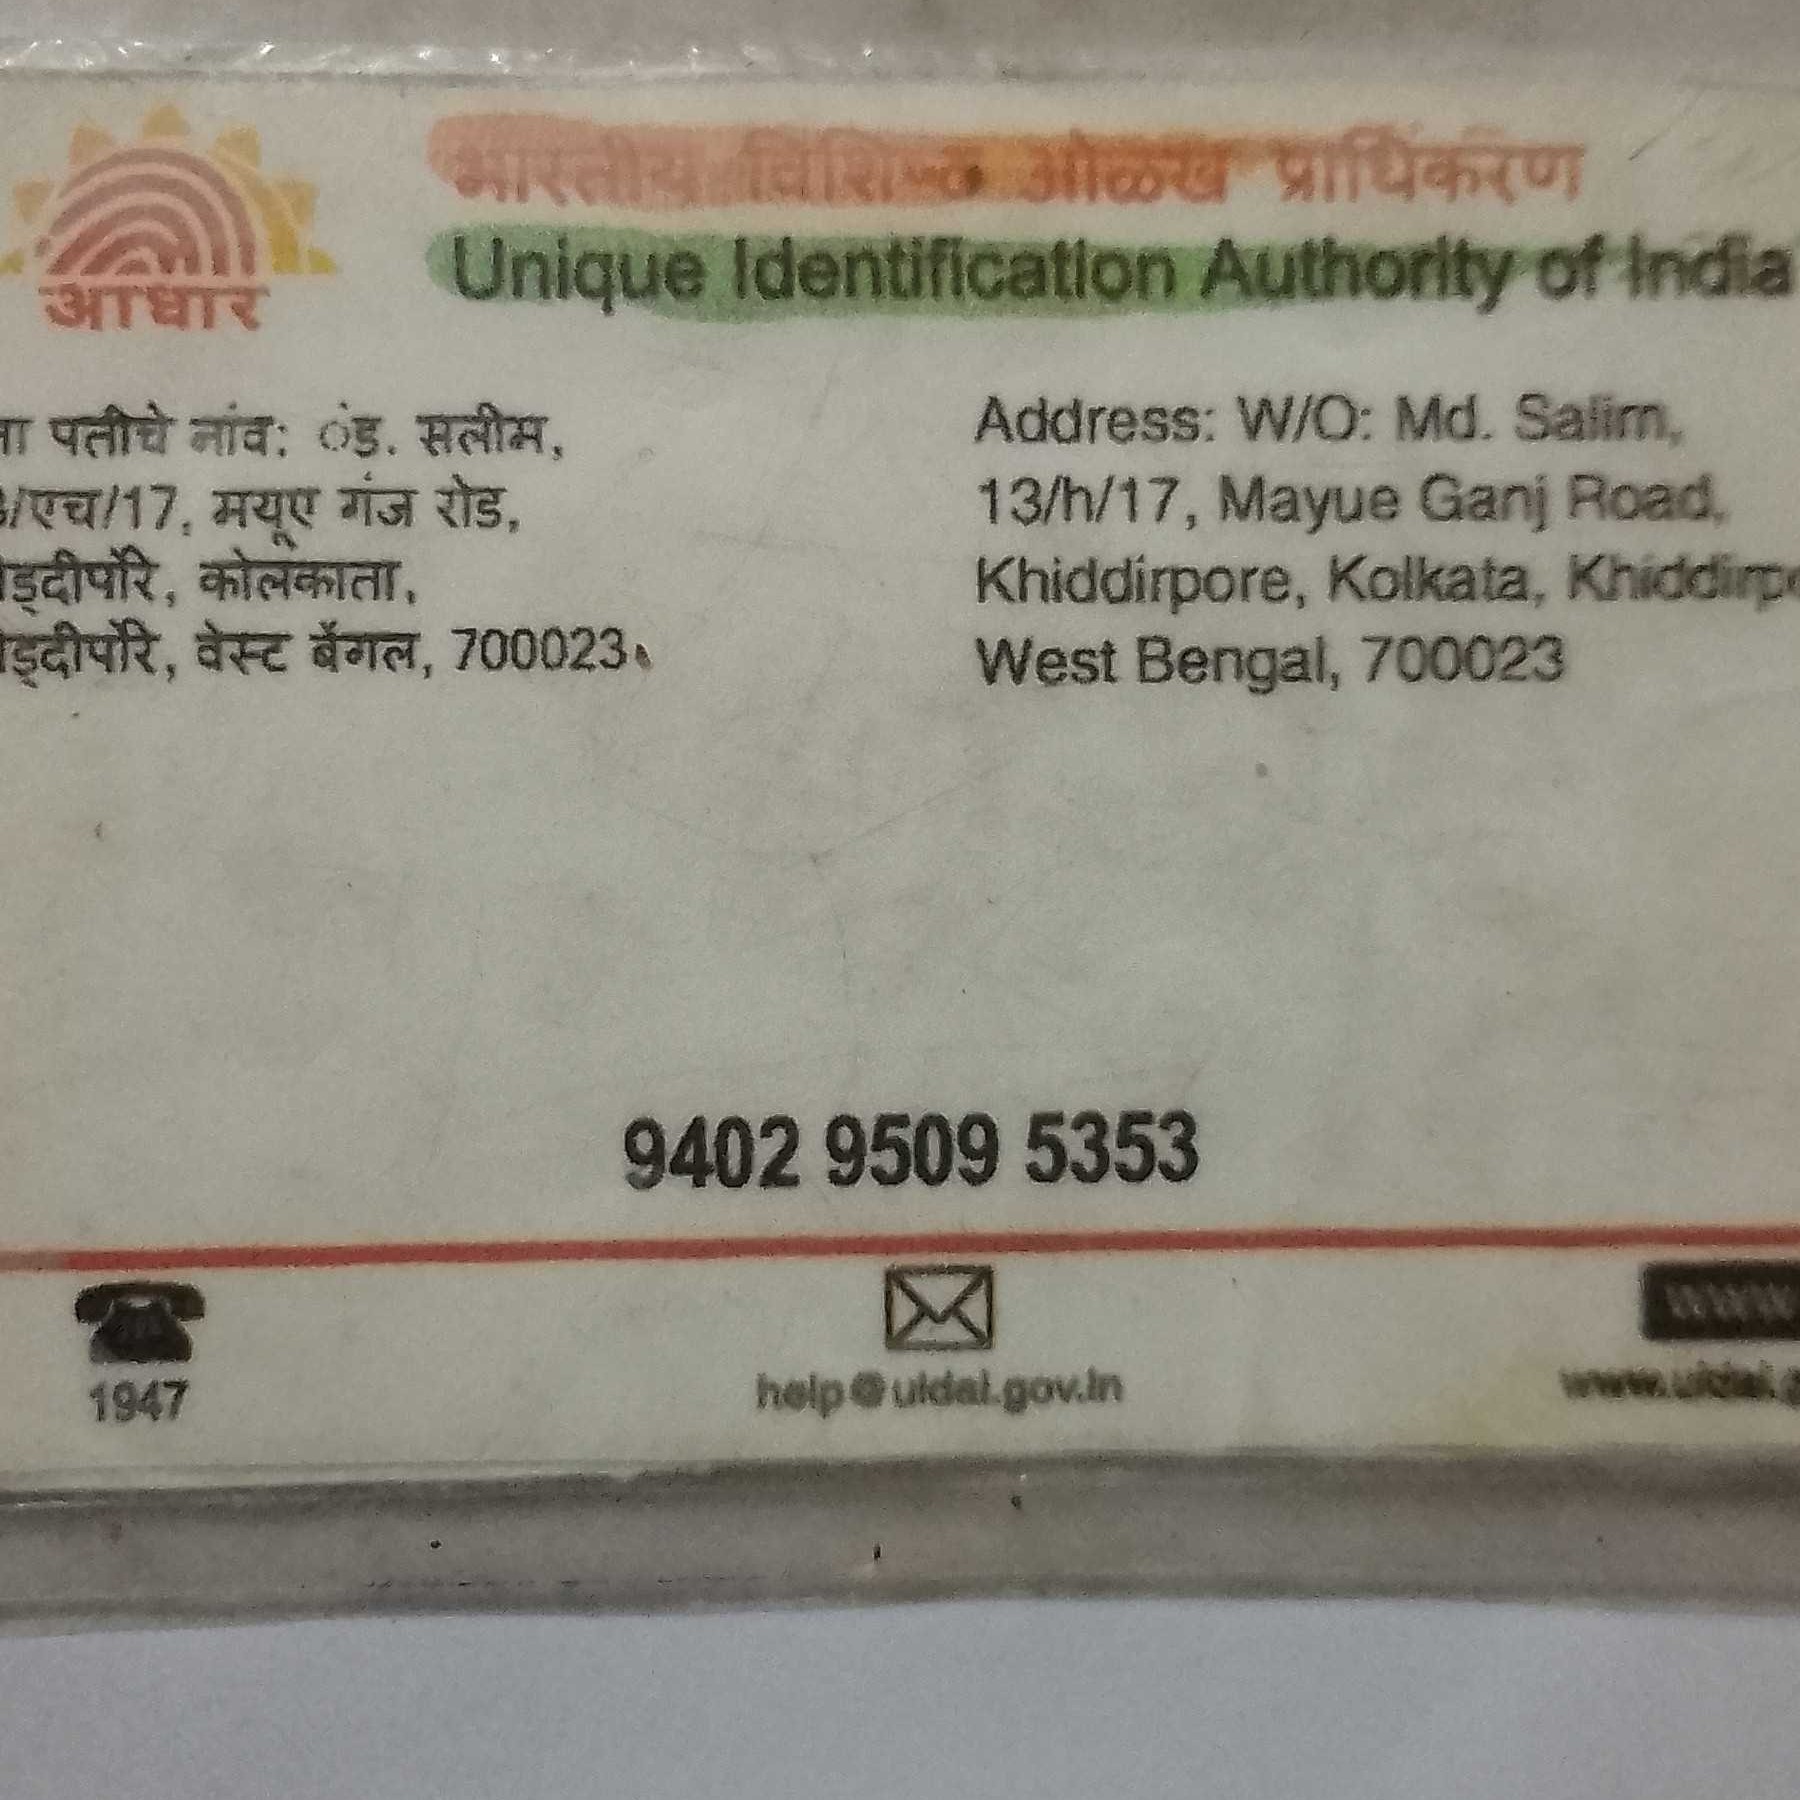 आधार
भारतीय विशिष्ट ओळख प्राधिकरण
Unique Identification Authority of India
पतीचे नांव: ंड. सलीम,
/एच/17, मयूए गंज रोड,
कोलकाता,
वेस्ट बेंगल, 700023
Address: W/O: Md. Salim,
13/h/17, Mayue Ganj Road,
Khiddirpore, Kolkata,
West Bengal, 700023
9402 9509 5353
1947
help@uidai.gov.in